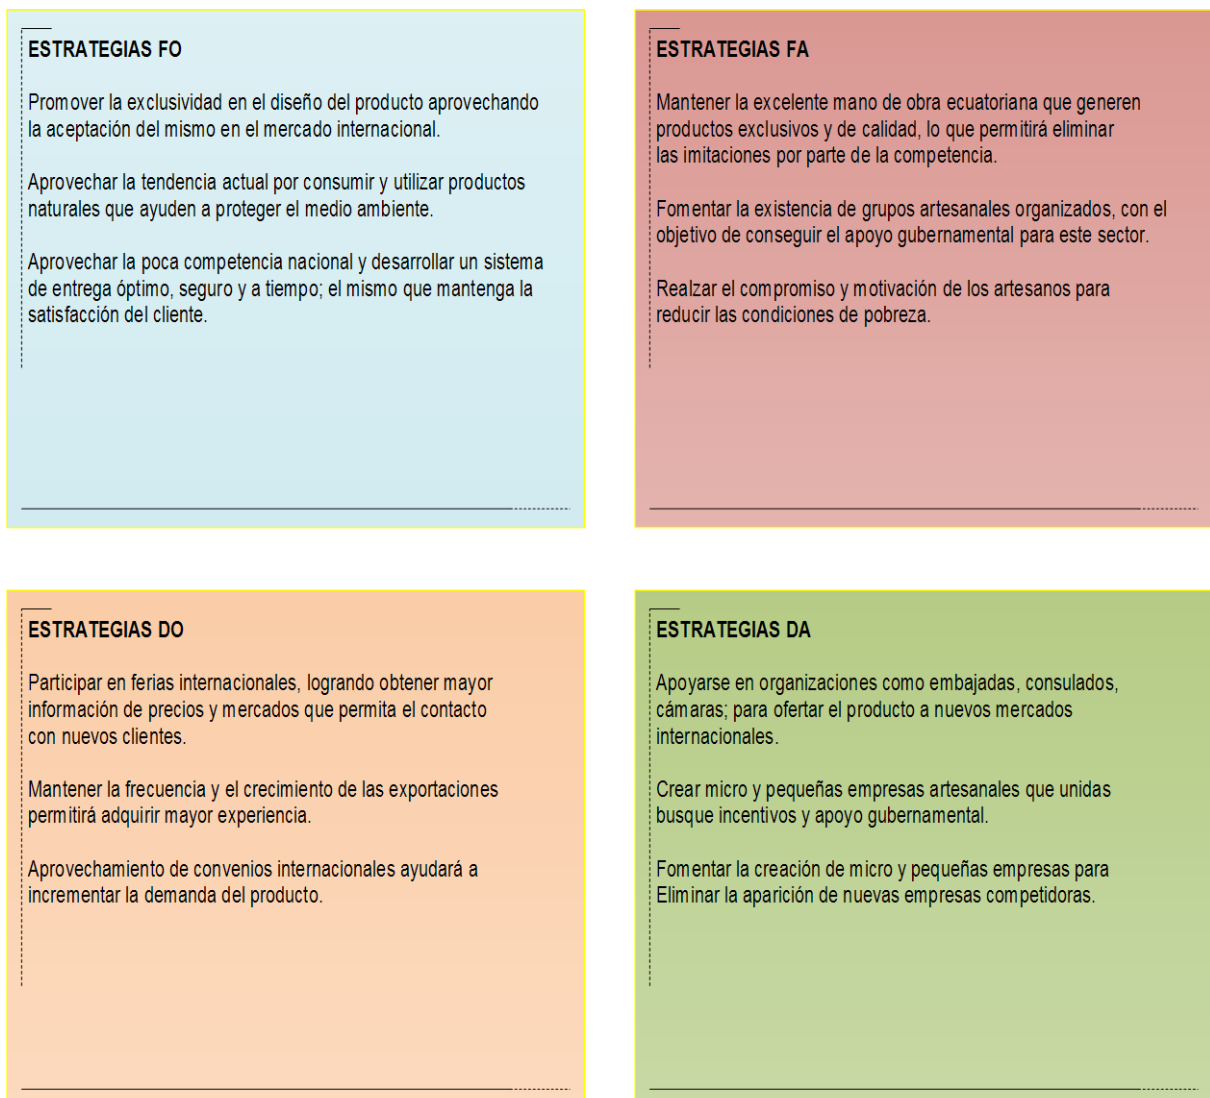 ESTRATEGIAS FO
Promover la exclusividad en el diseño del producto aprovechando
la aceptación del mismo en el mercado internacional.
Aprovechar la tendencia actual por consumir y utilizar productos
naturales que ayuden a proteger el medio ambiente.
Aprovechar la poca competencia nacional y desarrollar un sistema
de entrega óptimo, seguro y a tiempo; el mismo que mantenga la
satisfacción del cliente.
ESTRATEGIAS FA
Mantener la excelente mano de obra ecuatoriana que generen
productos exclusivos y de calidad, lo que permitirá eliminar
las imitaciones por parte de la competencia.
Fomentar la existencia de grupos artesanales organizados, con el
objetivo de conseguir el apoyo gubernamental para este sector.
Realzar el compromiso y motivación de los artesanos para
reducir las condiciones de pobreza.
ESTRATEGIAS DO
Participar en ferias internacionales, logrando obtener mayor
información de precios y mercados que permita el contacto
con nuevos clientes.
Mantener la frecuencia y el crecimiento de las exportaciones
permitirá adquirir mayor experiencia.
Aprovechamiento de convenios internacionales ayudará a
incrementar la demanda del producto.
ESTRATEGIAS DA
Apoyarse en organizaciones como embajadas, consulados,
cámaras; para ofertar el producto a nuevos mercados
internacionales.
Crear micro y pequeñas empresas artesanales que unidas
busque incentivos y apoyo gubernamental.
Fomentar la creación de micro y pequeñas empresas para
Eliminar la aparición de nuevas empresas competidoras.